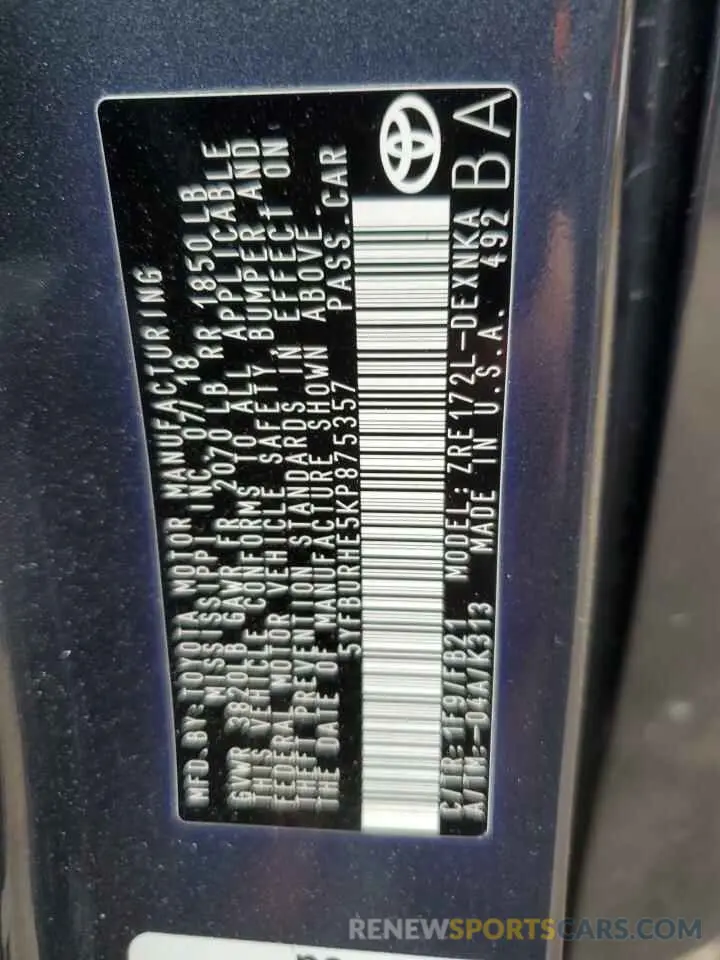 MFD. BY: TOYOTA MOTOR MANUFACTURING
MISSISSIPPI INC. 07/18
GVWR 3820LB GAWR FR 2070 LB RR 1850 LB
THIS VEHICLE CONFORMS TO ALL APPLICABLE
FEDERAL MOTOR VEHICLE SAFETY BUMPER AND
THEFT PREVENTION STANDARDS IN EFFECT ON
THE DATE OF MANUFACTURE SHOWN ABOVE.
5YFBURHE5KP875357 PASS. CAR
C/TR: 1F9/FB21 MODEL: ZRE172L-DEXNKA
A/TM: -04A/K313 MADE IN U.S.A. 492
BA
RENEWSPORTSCARS.COM